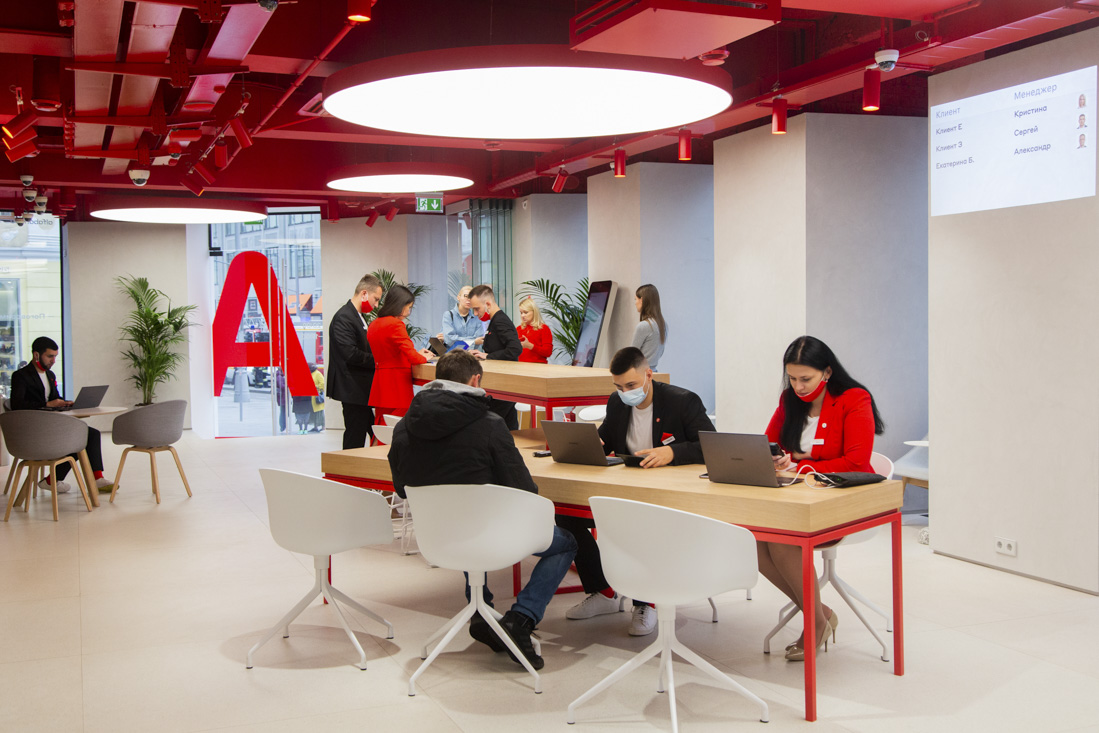 А
Клиент Менеджер
Клиент Е Кристина
Клиент Э Сергей
Екатерина Б. Александр